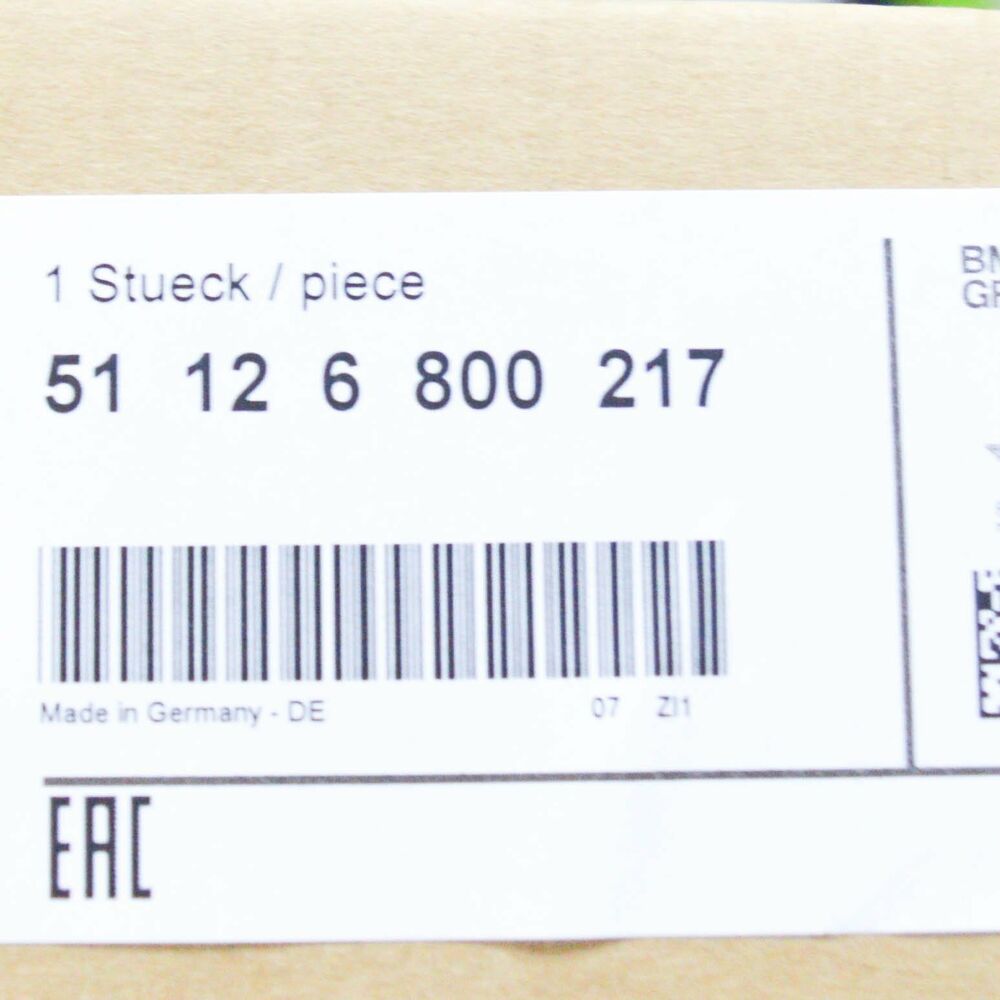 1 Stueck / piece
51 12 6 800 217
Made in Germany - DE 07 ZI1
EAC